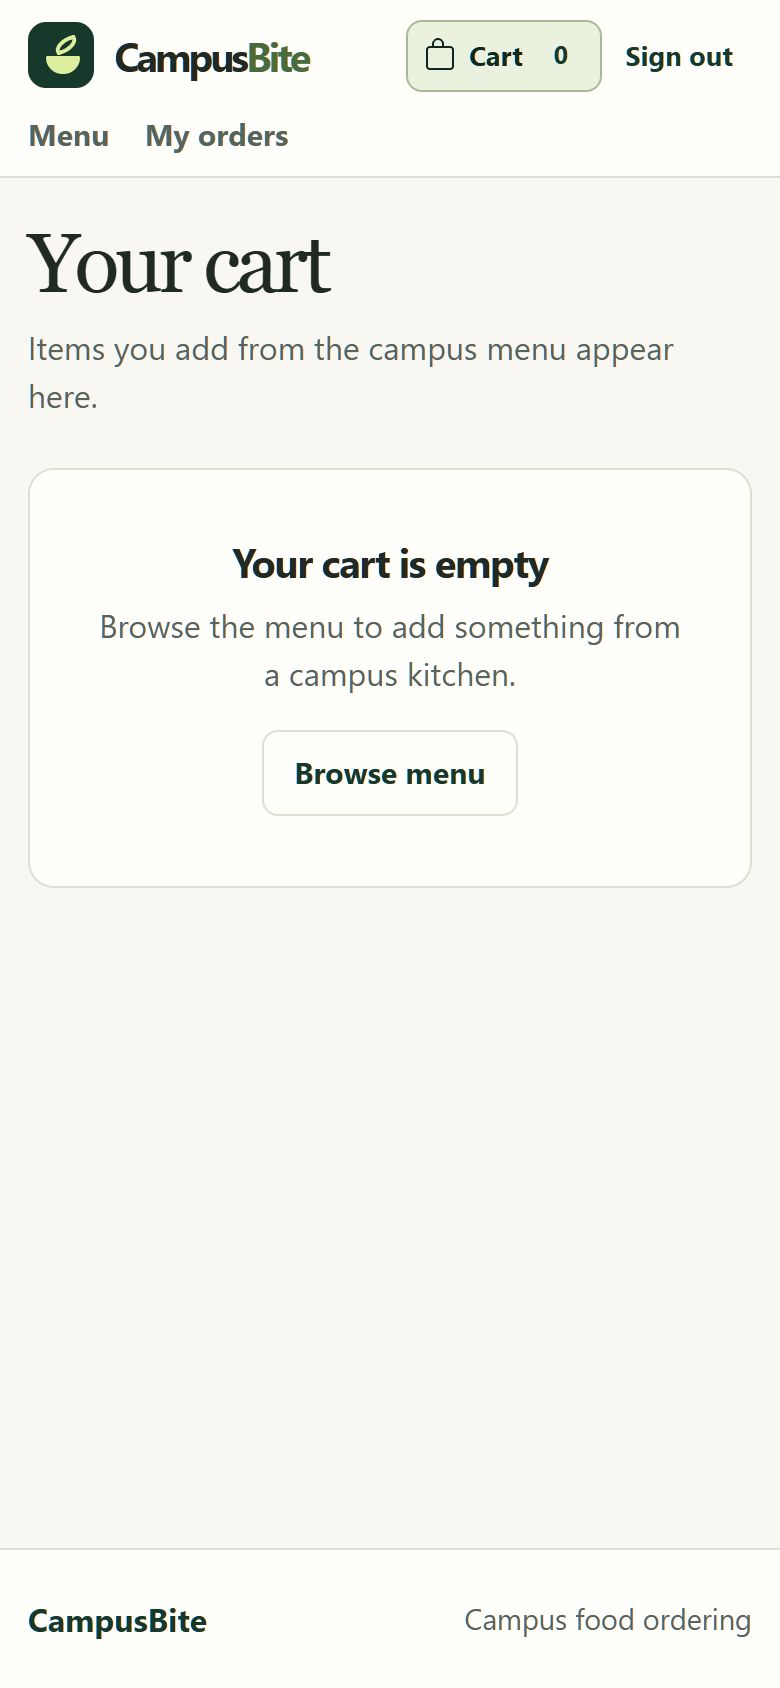 CampusBite
Cart 0
Sign out
Menu My orders
Your cart
Items you add from the campus menu appear
here.
Your cart is empty
Browse the menu to add something from
a campus kitchen.
Browse menu
CampusBite
Campus food ordering